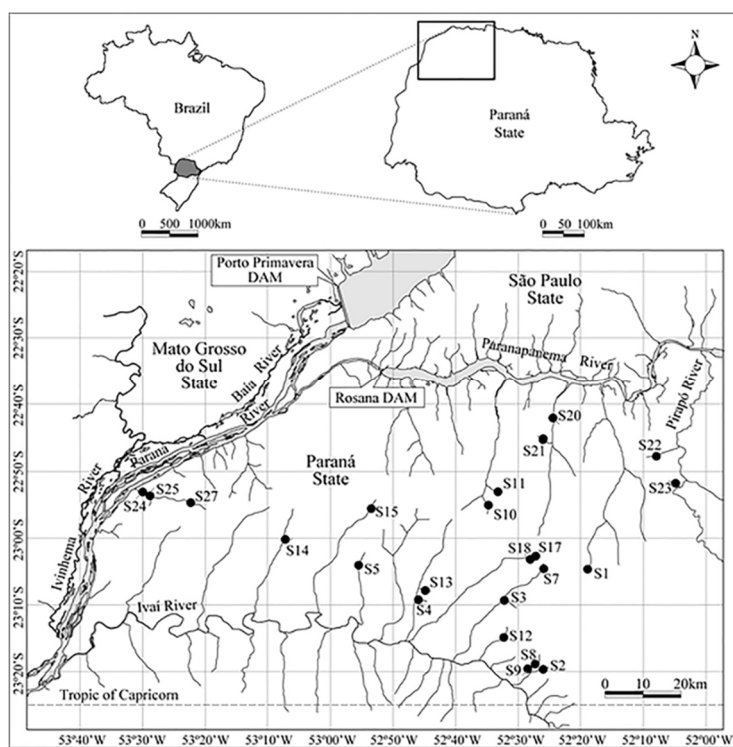 Brazil
Paraná
State
N
0 500 1000km
0 50 100km
Porto Primavera
DAM
São Paulo
State
Mato Grosso
do Sul
State
Baía River
Paranapanema River
Pirapó River
Rosana DAM
Parana River
Paraná
State
Ivinhema River
Ivaí River
Tropic of Capricorn
S20
S21
S22
S23
S11
S10
S25
S24
S27
S15
S14
S5
S13
S4
S18
S17
S7
S1
S3
S12
S8
S9
S2
0 10 20km
22°20'S
22°30'S
22°40'S
22°50'S
23°00'S
23°10'S
23°20'S
53°40'W 53°30'W 53°20'W 53°10'W 53°00'W 52°50'W 52°40'W 52°30'W 52°20'W 52°10'W 52°00'W